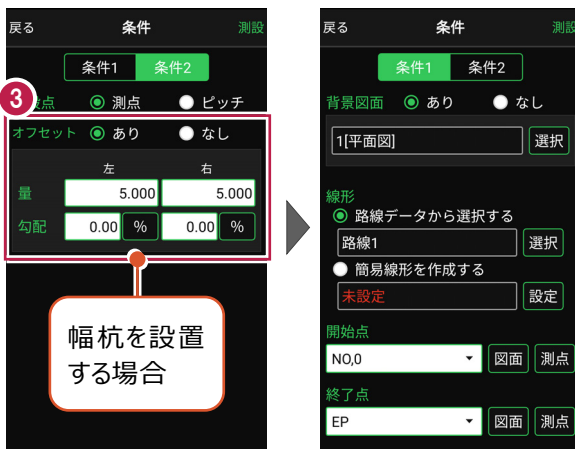 戻る 条件 測設
条件1 条件2
3 点 測点 ピッチ
オフセット あり なし
左 右
量 5.000 5.000
勾配 0.00 % 0.00 %
幅杭を設置
する場合
戻る 条件 測設
条件1 条件2
背景図面 あり なし
1[平面図] 選択
線形
路線データから選択する
路線1 選択
簡易線形を作成する
未設定 設定
開始点
NO,0 図面 測点
終了点
EP 図面 測点